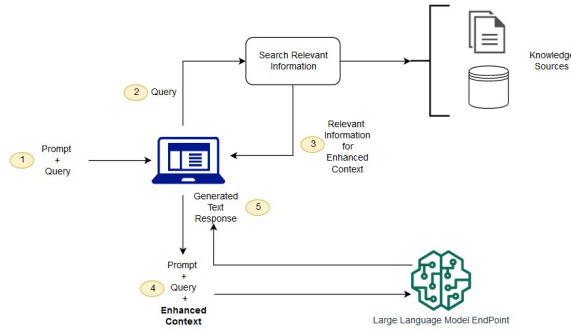 Search Relevant
Information
Knowledge
Sources
2 Query
3
Relevant
Information
for
Enhanced
Context
1
Prompt
+
Query
Generated
Text
Response
5
4
Prompt
+
Query
+
Enhanced
Context
Large Language Model EndPoint